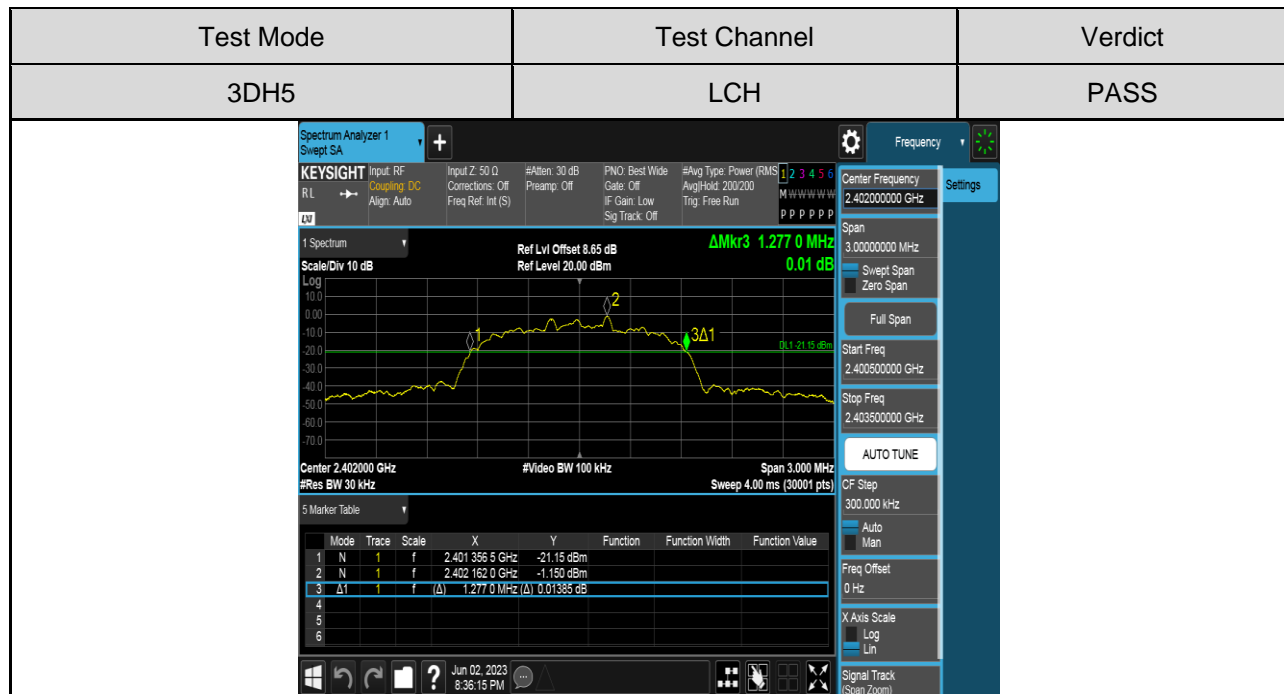 Test Mode Test Channel Verdict
3DH5 LCH PASS
Spectrum Analyzer 1
Swept SA
Frequency
Settings
KEYSIGHT Input: RF Input Z: 50 Ω #Atten: 30 dB PNO: Best Wide #Avg Type: Power (RMS 1 2 3 4 5 6
RL Coupling: DC Corrections: Off Preamp: Off Gate: Off Avg|Hold: 200/200 M W W W W W
Align: Auto Freq Ref: Int (S) IF Gain: Low Trig: Free Run
LXI Sig Track: Off P P P P P P
1 Spectrum
Ref Lvl Offset 8.65 dB
ΔMkr3 1.277 0 MHz
Scale/Div 10 dB Ref Level 20.00 dBm 0.01 dB
Log
10.0
0.00
-10.0
-20.0
-30.0
-40.0
-50.0
-60.0
-70.0
1
2
3Δ1
DL1 -21.15 dBm
Center 2.402000 GHz #Video BW 100 kHz Span 3.000 MHz
#Res BW 30 kHz Sweep 4.00 ms (30001 pts)
5 Marker Table
Mode Trace Scale X Y Function Function Width Function Value
1 N 1 f 2.401 356 5 GHz -21.15 dBm
2 N 1 f 2.402 162 0 GHz -1.150 dBm
3 Δ1 1 f (Δ) 1.277 0 MHz (Δ) 0.01385 dB
4
5
6
Jun 02, 2023
8:36:15 PM
Center Frequency
2.402000000 GHz
Span
3.00000000 MHz
Swept Span
Zero Span
Full Span
Start Freq
2.400500000 GHz
Stop Freq
2.403500000 GHz
AUTO TUNE
CF Step
300.000 kHz
Auto
Man
Freq Offset
0 Hz
X Axis Scale
Log
Lin
Signal Track
(Span Zoom)